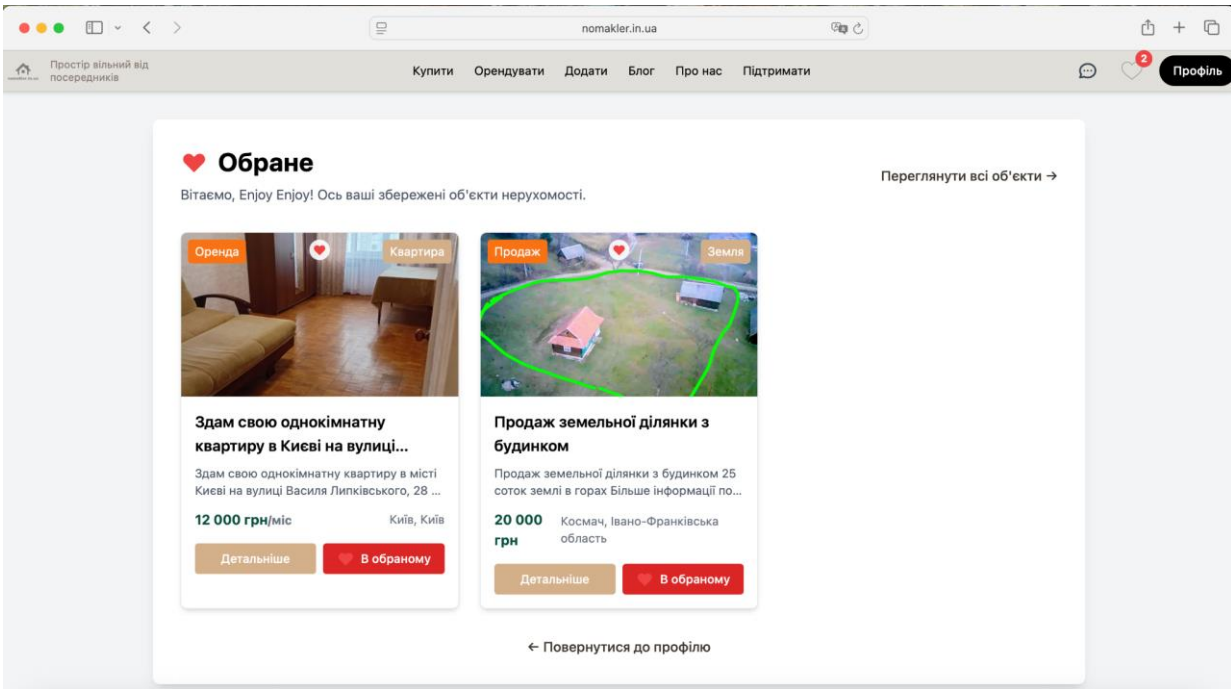 nomakler.in.ua
Простір вільний від
посередників
Купити Орендувати Додати Блог Про нас Підтримати
2
Профіль
Обране
Вітаємо, Enjoy Enjoy! Ось ваші збережені об'єкти нерухомості.
Переглянути всі об'єкти →
Оренда
Квартира
Здам свою однокімнатну
квартиру в Києві на вулиці...
Здам свою однокімнатну квартиру в місті
Києві на вулиці Василя Липківського, 28 ...
12 000 грн/міс
Київ, Київ
Детальніше
В обраному
Продаж
Земля
Продаж земельної ділянки з
будинком
Продаж земельної ділянки з будинком 25
соток землі в горах Більше інформації по...
20 000
грн
Космач, Івано-Франківська
область
Детальніше
В обраному
← Повернутися до профілю